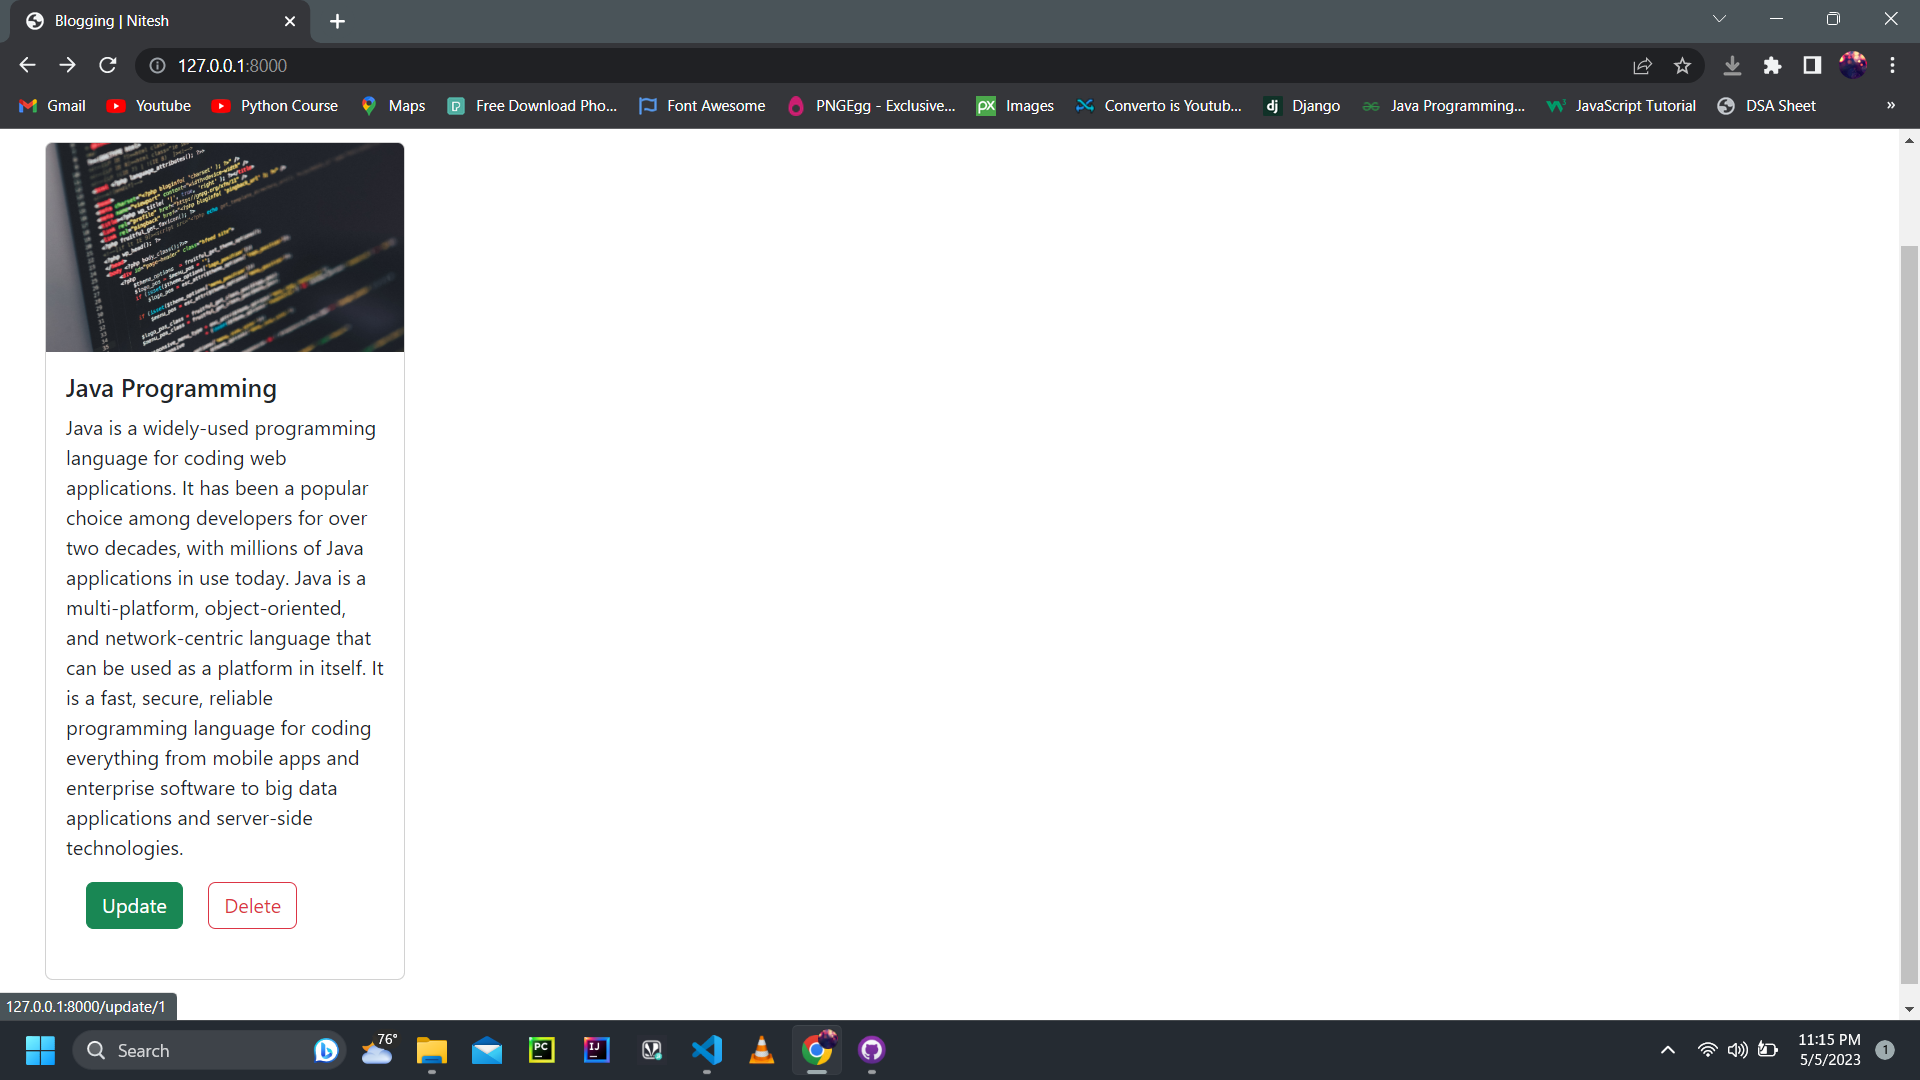 Blogging | Nitesh
127.0.0.1:8000
Gmail
Youtube
Python Course
Maps
Free Download Pho...
Font Awesome
PNGEgg - Exclusive...
px
Images
Converto is Youtub...
dj
Django
Java Programming...
JavaScript Tutorial
DSA Sheet
»
Java Programming
Java is a widely-used programming
language for coding web
applications. It has been a popular
choice among developers for over
two decades, with millions of Java
applications in use today. Java is a
multi-platform, object-oriented,
and network-centric language that
can be used as a platform in itself. It
is a fast, secure, reliable
programming language for coding
everything from mobile apps and
enterprise software to big data
applications and server-side
technologies.
Update
Delete
127.0.0.1:8000/update/1
Search
76°
PC
IJ
11:15 PM
5/5/2023
1